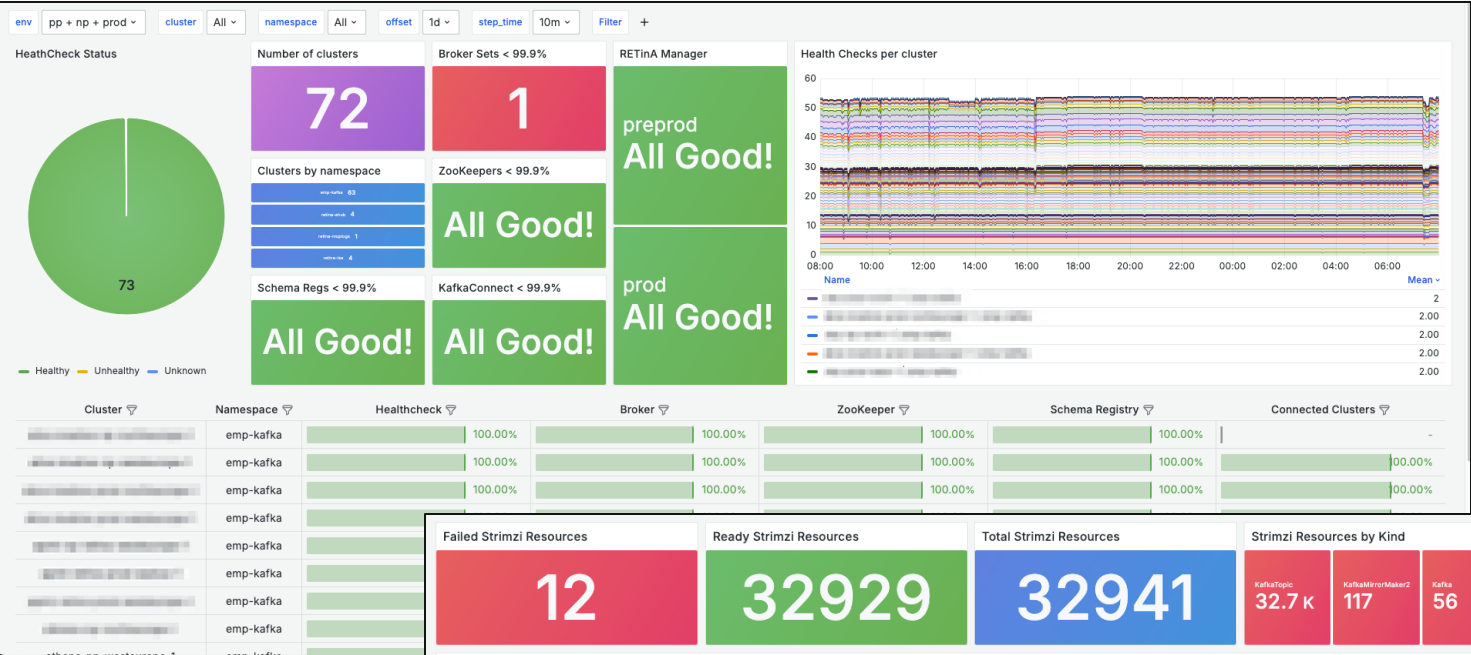 env pp + np + prod cluster All namespace All offset 1d step_time 10m Filter +
HeathCheck Status
73
Healthy Unhealthy Unknown
Number of clusters
72
Broker Sets < 99.9%
1
RETinA Manager
preprod
All Good!
prod
All Good!
Clusters by namespace
emp-kafka 63
4
1
4
ZooKeepers < 99.9%
All Good!
Schema Regs < 99.9%
All Good!
KafkaConnect < 99.9%
All Good!
Health Checks per cluster
60
50
40
30
20
10
0
08:00 10:00 12:00 14:00 16:00 18:00 20:00 22:00 00:00 02:00 04:00 06:00
Name Mean
2
2.00
2.00
2.00
2.00
Cluster Namespace Healthcheck Broker ZooKeeper Schema Registry Connected Clusters
emp-kafka 100.00% 100.00% 100.00% 100.00% -
emp-kafka 100.00% 100.00% 100.00% 100.00% 100.00%
emp-kafka 100.00% 100.00% 100.00% 100.00% 100.00%
emp-kafka
emp-kafka
emp-kafka
emp-kafka
emp-kafka
Failed Strimzi Resources
12
Ready Strimzi Resources
32929
Total Strimzi Resources
32941
Strimzi Resources by Kind
KafkaTopic
32.7 K
KafkaMirrorMaker2
117
Kafka
56